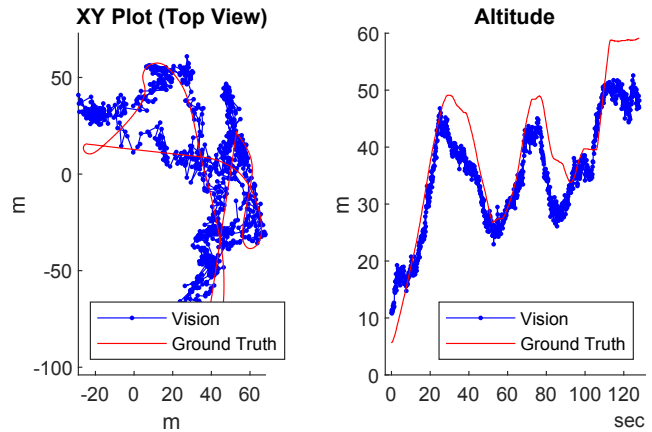 XY Plot (Top View)
50
0
-50
-100
m
-20 0 20 40 60
m
Vision
Ground Truth
Altitude
60
50
40
30
20
10
0
m
0 20 40 60 80 100 120
sec
Vision
Ground Truth